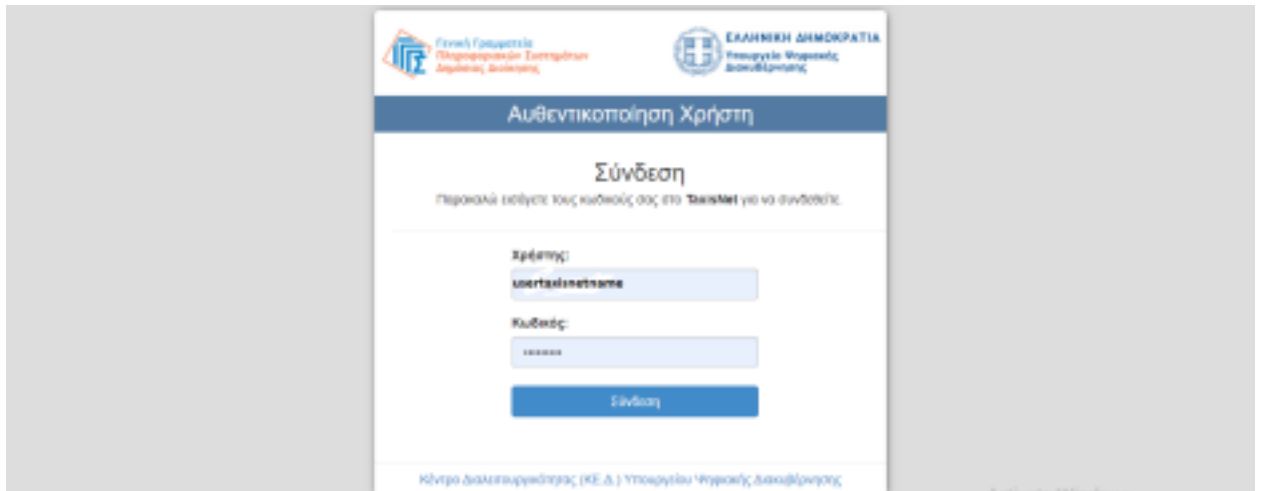 Γενική Γραμματεία
Πληροφοριακών Συστημάτων
Δημόσιας Διοίκησης
ΕΛΛΗΝΙΚΗ ΔΗΜΟΚΡΑΤΙΑ
Υπουργείο Ψηφιακής
Διακυβέρνησης
Αυθεντικοποίηση Χρήστη
Σύνδεση
Παρακαλώ εισάγετε τους κωδικούς σας στο TaxisNet για να συνδεθείτε.
Χρήστης:
usertaxisnetname
Κωδικός:
Σύνδεση
Κέντρο Διαλειτουργικότητας (ΚΕ.Δ.) Υπουργείου Ψηφιακής Διακυβέρνησης